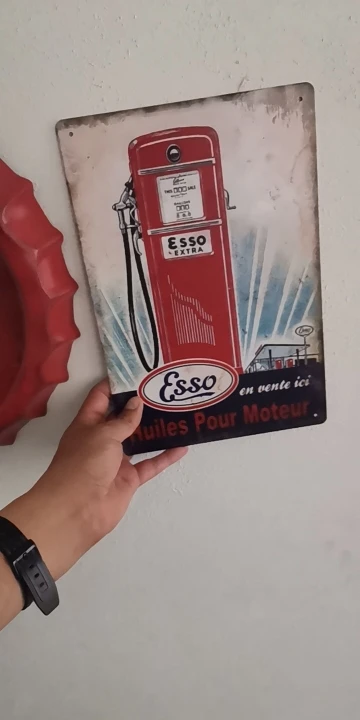 ESSO
EXTRA
Esso
en vente ici
Huiles Pour Moteur